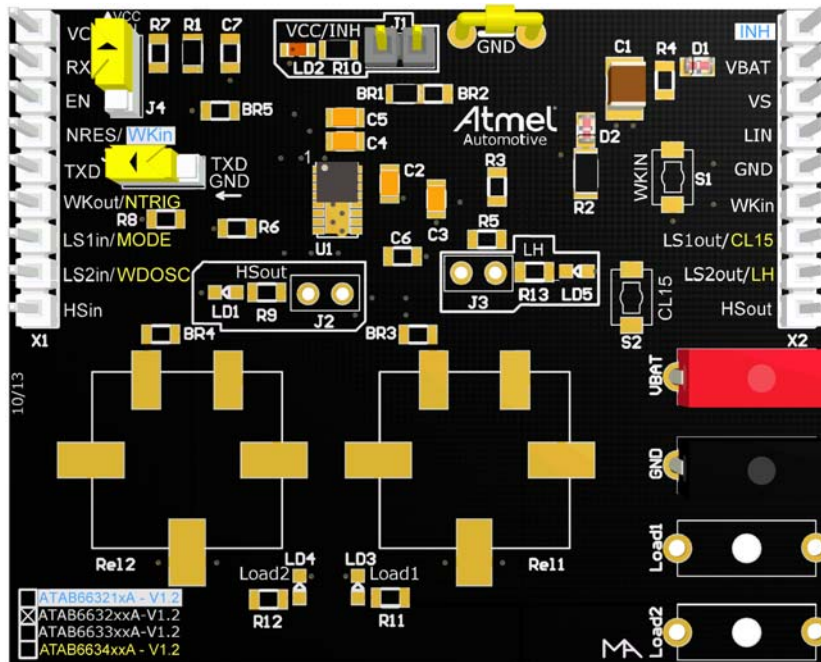 VCC
INH
VCC
RX
EN
NRES/WKin
TXD
WKout/NTRIG
LS1in/MODE
LS2in/WDOSC
HSin
X1
R7
R1
C7
J4
BR5
TXD
GND
R8
R6
VCC/INH
LD2
R10
J1
GND
BR1
BR2
C5
C4
1
U1
C2
C3
C6
Atmel
Automotive
R3
R5
C1
R4
D1
D2
R2
WKIN
S1
INH
VBAT
VS
LIN
GND
WKin
LS1out/CL15
LS2out/LH
HSout
X2
HSout
LD1
R9
J2
LH
J3
R13
LD5
CL15
S2
BR4
BR3
10/13
Rel2
Rel1
VBAT
GND
Load1
Load2
Load2
LD4
R12
LD3
Load1
R11
ATAB66321xA - V1.2
ATAB6632xxA-V1.2
ATAB6633xxA-V1.2
ATAB6634xxA - V1.2
MA